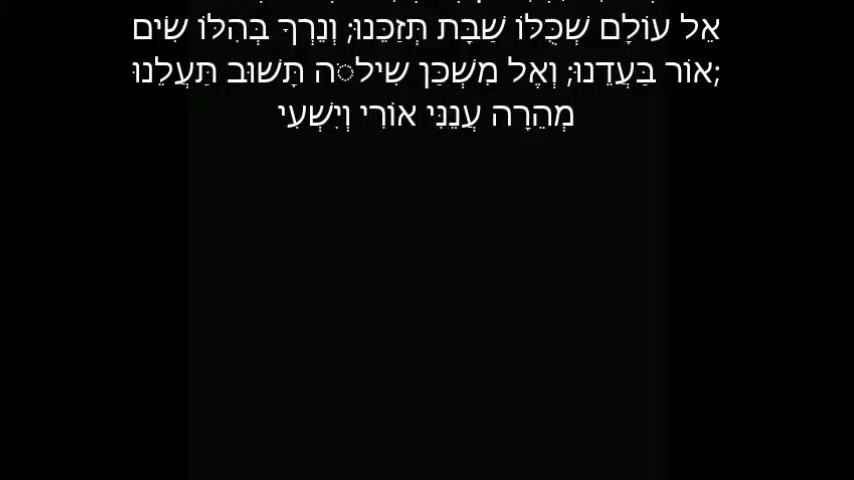 אֵל עוֹלָם שְׁכֻּלּוֹ שַׁבָּת תְּזַכֵּנוּ; וְנֵרְךָ בְּהִלּוֹ שִׂים
אוֹר בַּעֲדֵנוּ; וְאֶל מִשְׁכַּן שִׁילֹה תָּשׁוּב תַּעֲלֵנוּ;
מְהֵרָה עֲנֵנִי אוֹרִי וְיִשְׁעִי